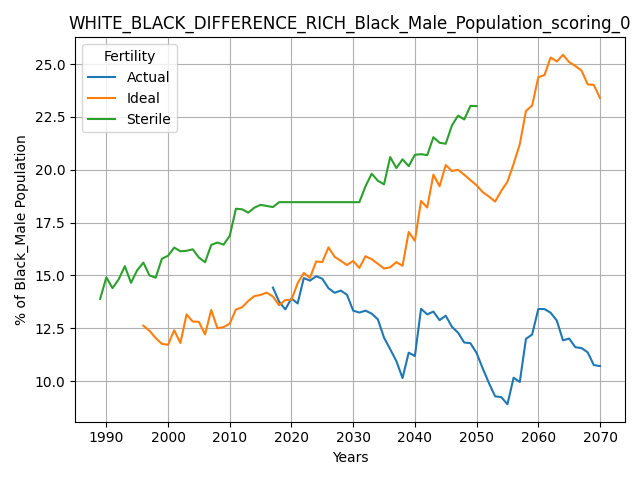 WHITE_BLACK_DIFFERENCE_RICH_Black_Male_Population_scoring_0
Fertility
Actual
Ideal
Sterile
% of Black_Male Population
25.0
22.5
20.0
17.5
15.0
12.5
10.0
1990 2000 2010 2020 2030 2040 2050 2060 2070
Years